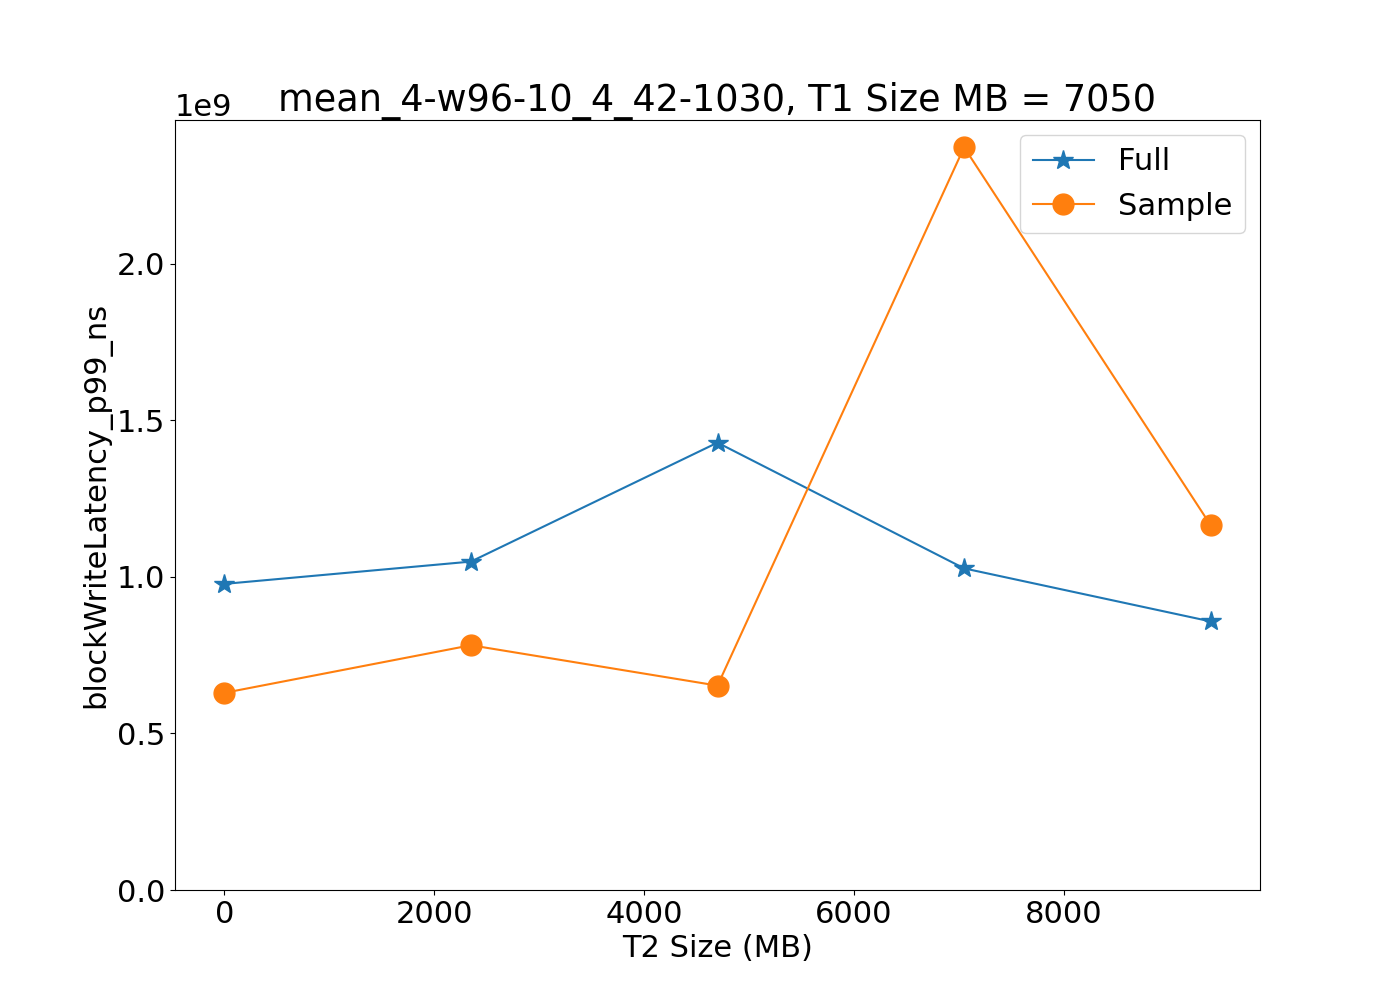 1e9
mean_4-w96-10_4_42-1030, T1 Size MB = 7050
Full
Sample
blockWriteLatency_p99_ns
2.0
1.5
1.0
0.5
0.0
0 2000 4000 6000 8000
T2 Size (MB)